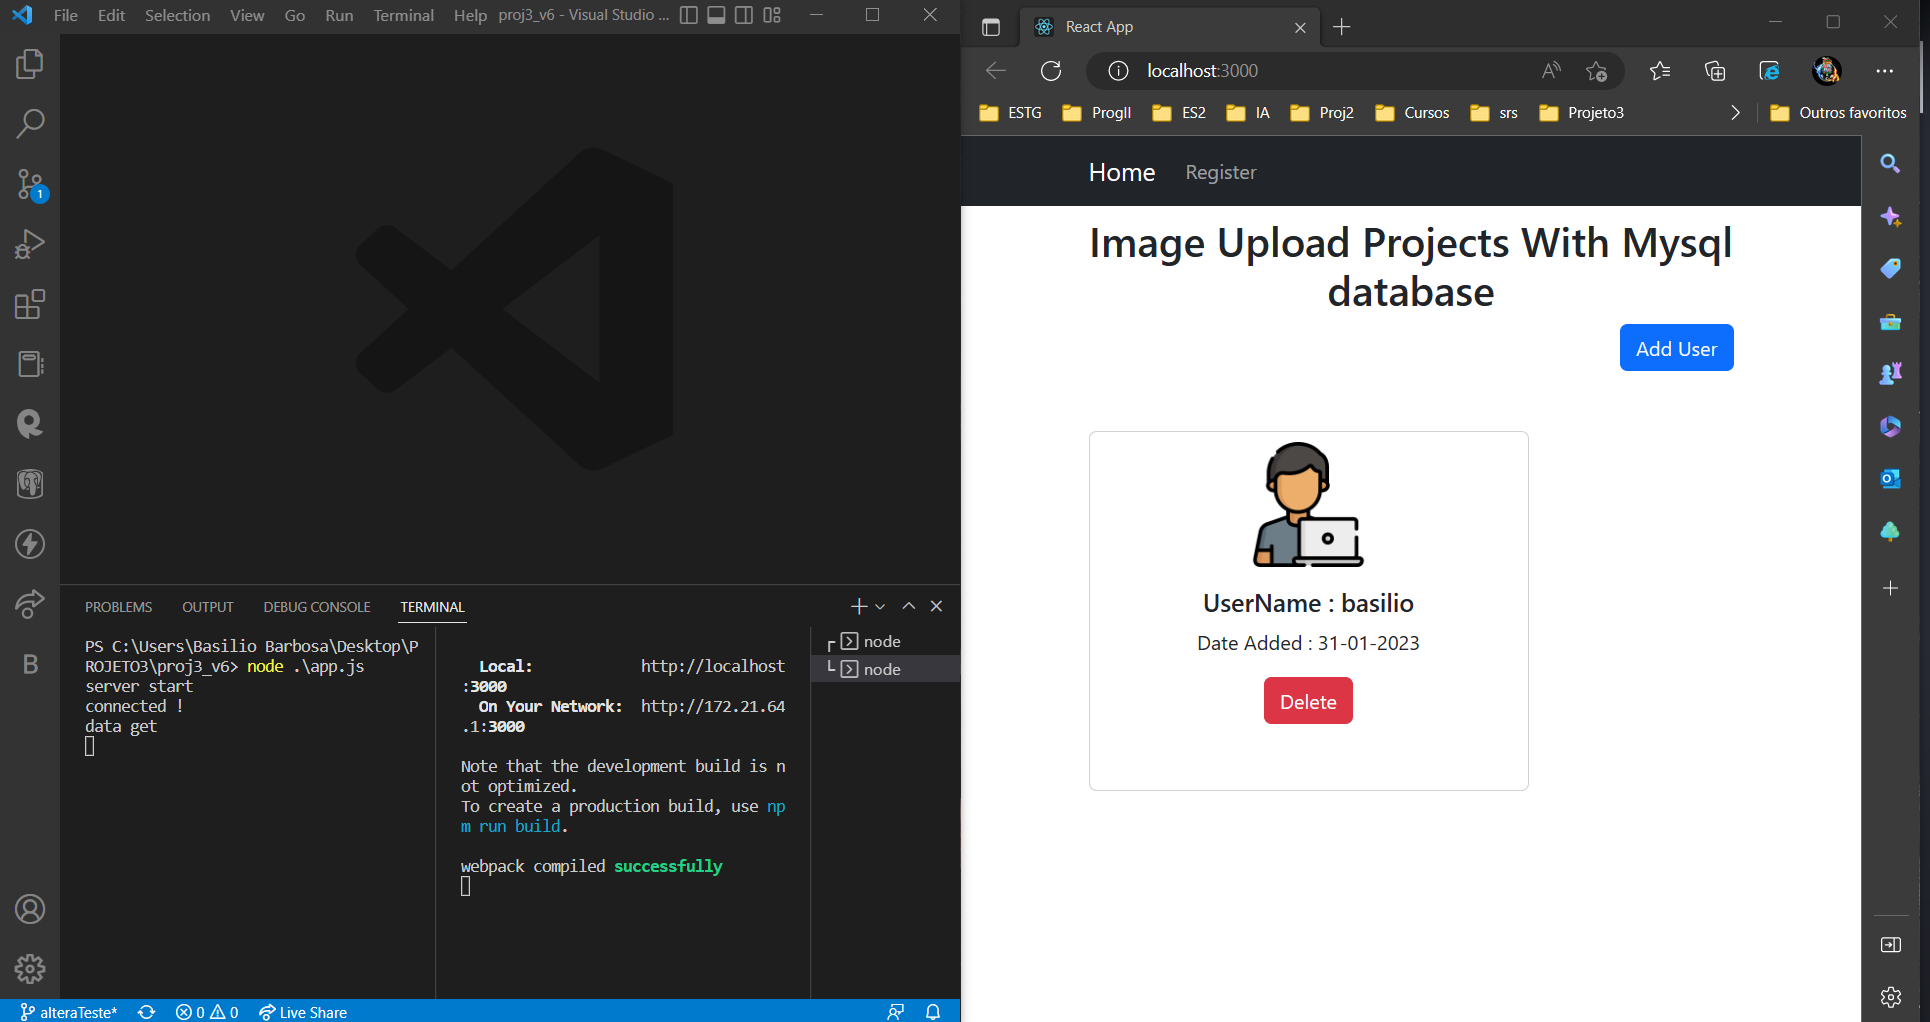 File Edit Selection View Go Run Terminal Help proj3_v6 - Visual Studio ...
1
PROBLEMS OUTPUT DEBUG CONSOLE TERMINAL
PS C:\Users\Basilio Barbosa\Desktop\P
ROJETO3\proj3_v6> node .\app.js
server start
connected !
data get
Local: http://localhost
:3000
On Your Network: http://172.21.64
.1:3000
Note that the development build is n
ot optimized.
To create a production build, use np
m run build.
webpack compiled successfully
node
node
B
alteraTeste* 0 0 Live Share
React App
localhost:3000
ESTG ProgII ES2 IA Proj2 Cursos srs Projeto3 Outros favoritos
Home Register
Image Upload Projects With Mysql
database
Add User
UserName : basilio
Date Added : 31-01-2023
Delete